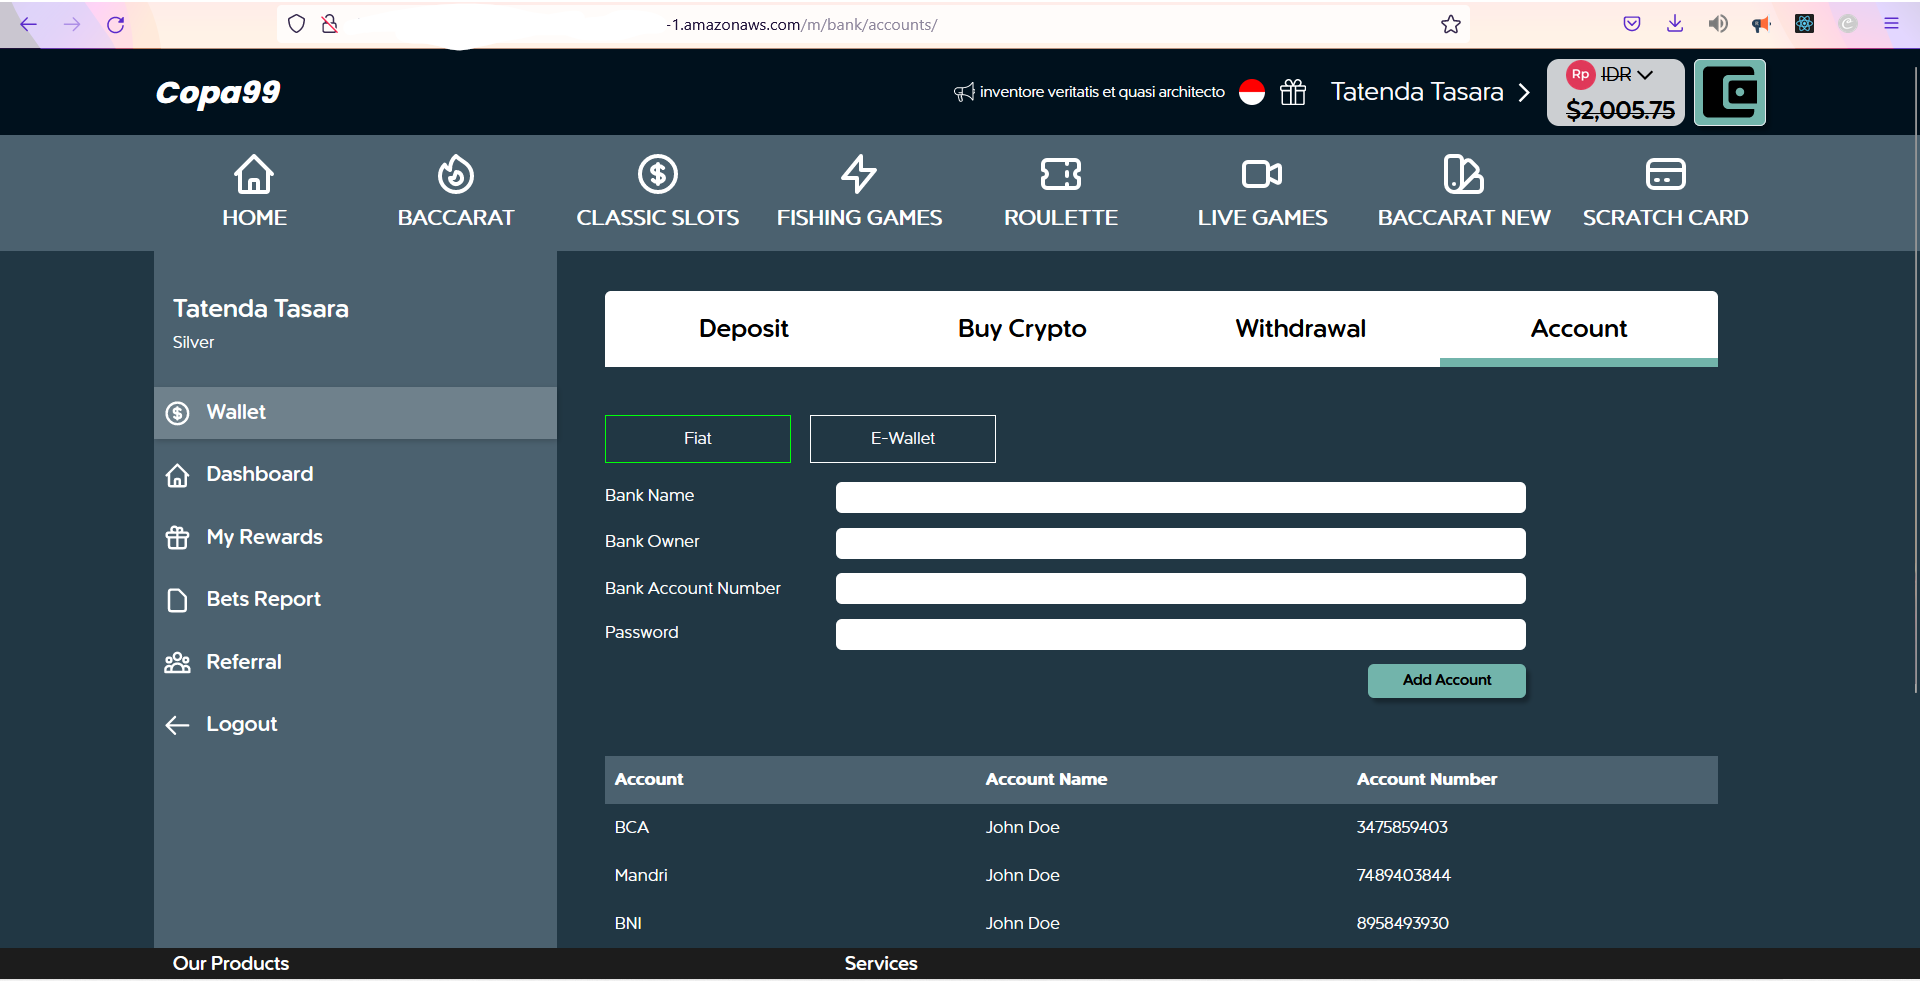 -1.amazonaws.com/m/bank/accounts/
Copa99
inventore veritatis et quasi architecto
Tatenda Tasara
Rp IDR
$2,005.75
HOME
BACCARAT
CLASSIC SLOTS
FISHING GAMES
ROULETTE
LIVE GAMES
BACCARAT NEW
SCRATCH CARD
Tatenda Tasara
Silver
Wallet
Dashboard
My Rewards
Bets Report
Referral
Logout
Deposit
Buy Crypto
Withdrawal
Account
Fiat
E-Wallet
Bank Name
Bank Owner
Bank Account Number
Password
Add Account
Account Account Name Account Number
BCA John Doe 3475859403
Mandri John Doe 7489403844
BNI John Doe 8958493930
Our Products
Services